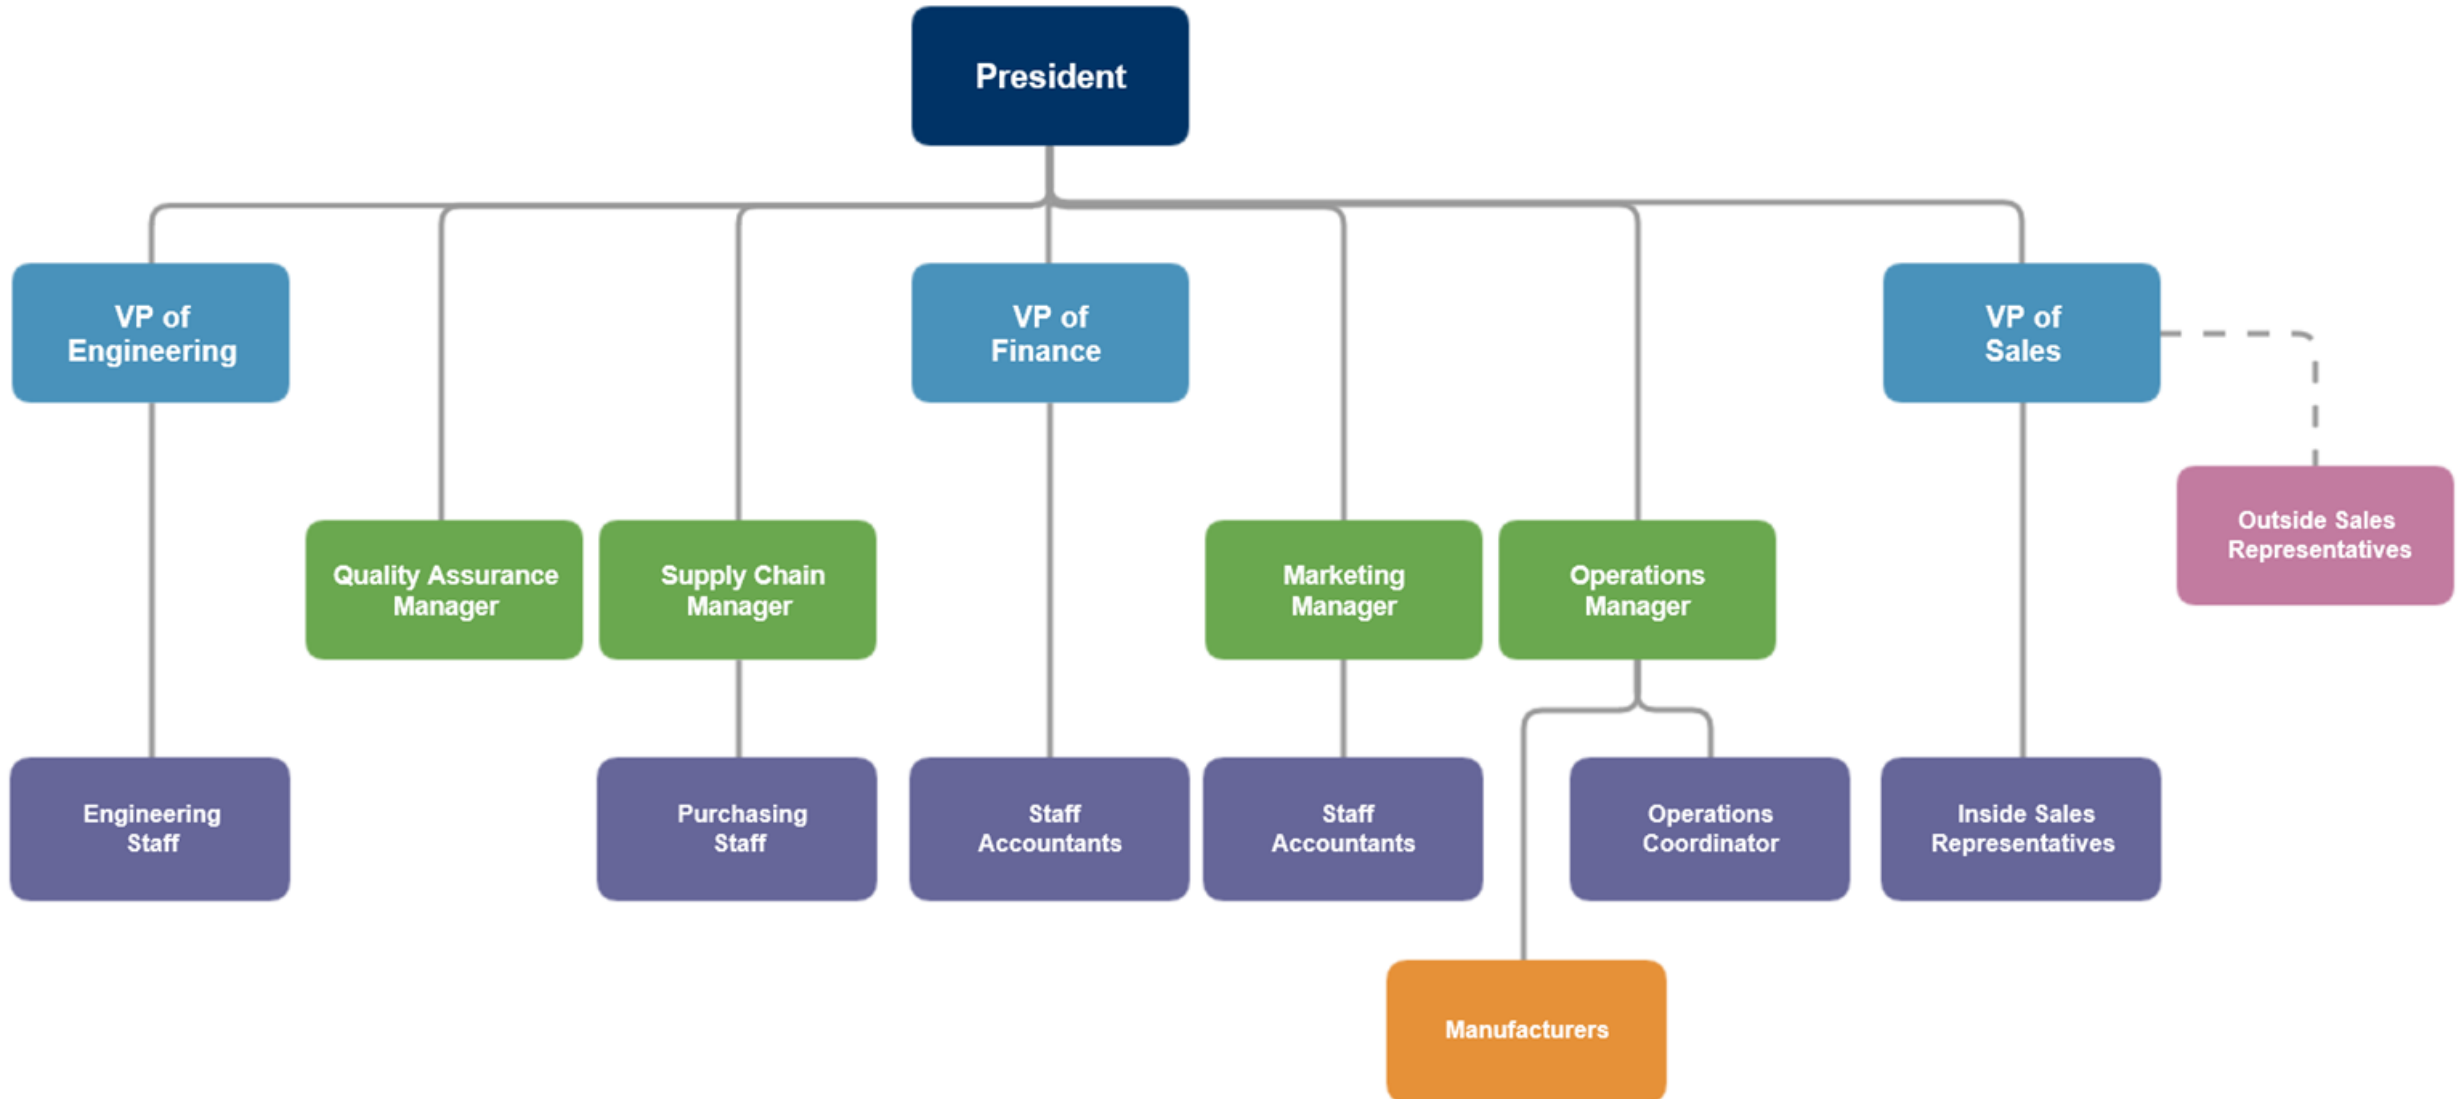 President
VP of
Engineering
VP of
Finance
VP of
Sales
Outside Sales
Representatives
Quality Assurance
Manager
Supply Chain
Manager
Marketing
Manager
Operations
Manager
Engineering
Staff
Purchasing
Staff
Staff
Accountants
Staff
Accountants
Operations
Coordinator
Inside Sales
Representatives
Manufacturers